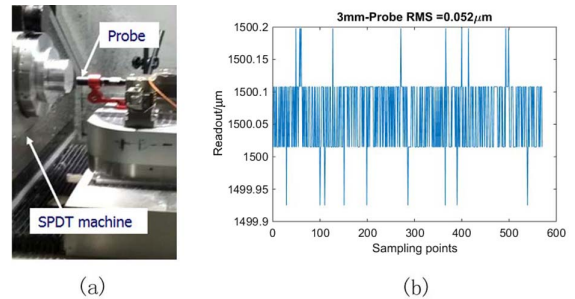 Probe
SPDT machine
(a)
3mm-Probe RMS =0.052μm
Readout/μm
1500.2
1500.15
1500.1
1500.05
1500
1499.95
1499.9
0 100 200 300 400 500 600
Sampling points
(b)